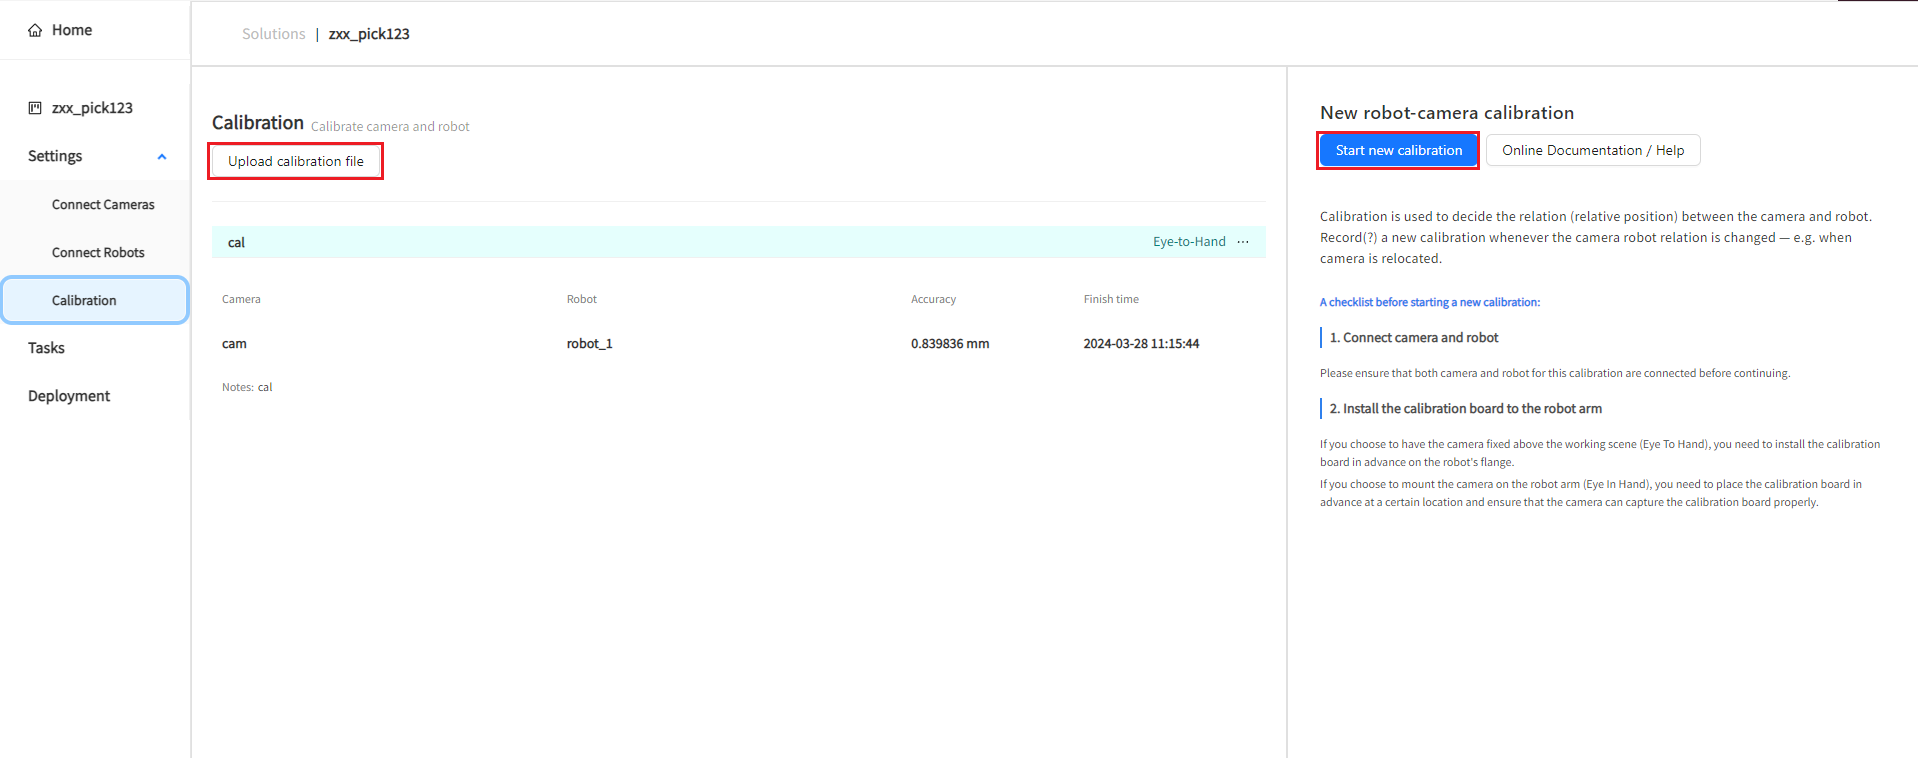 Home
Solutions | zxx_pick123
zxx_pick123
Settings
Connect Cameras
Connect Robots
Calibration
Tasks
Deployment
Calibration Calibrate camera and robot
Upload calibration file
cal Eye-to-Hand ...
Camera Robot Accuracy Finish time
cam robot_1 0.839836 mm 2024-03-28 11:15:44
Notes: cal
New robot-camera calibration
Start new calibration Online Documentation / Help
Calibration is used to decide the relation (relative position) between the camera and robot.
Record(?) a new calibration whenever the camera robot relation is changed — e.g. when
camera is relocated.
A checklist before starting a new calibration:
1. Connect camera and robot
Please ensure that both camera and robot for this calibration are connected before continuing.
2. Install the calibration board to the robot arm
If you choose to have the camera fixed above the working scene (Eye To Hand), you need to install the calibration
board in advance on the robot's flange.
If you choose to mount the camera on the robot arm (Eye In Hand), you need to place the calibration board in
advance at a certain location and ensure that the camera can capture the calibration board properly.